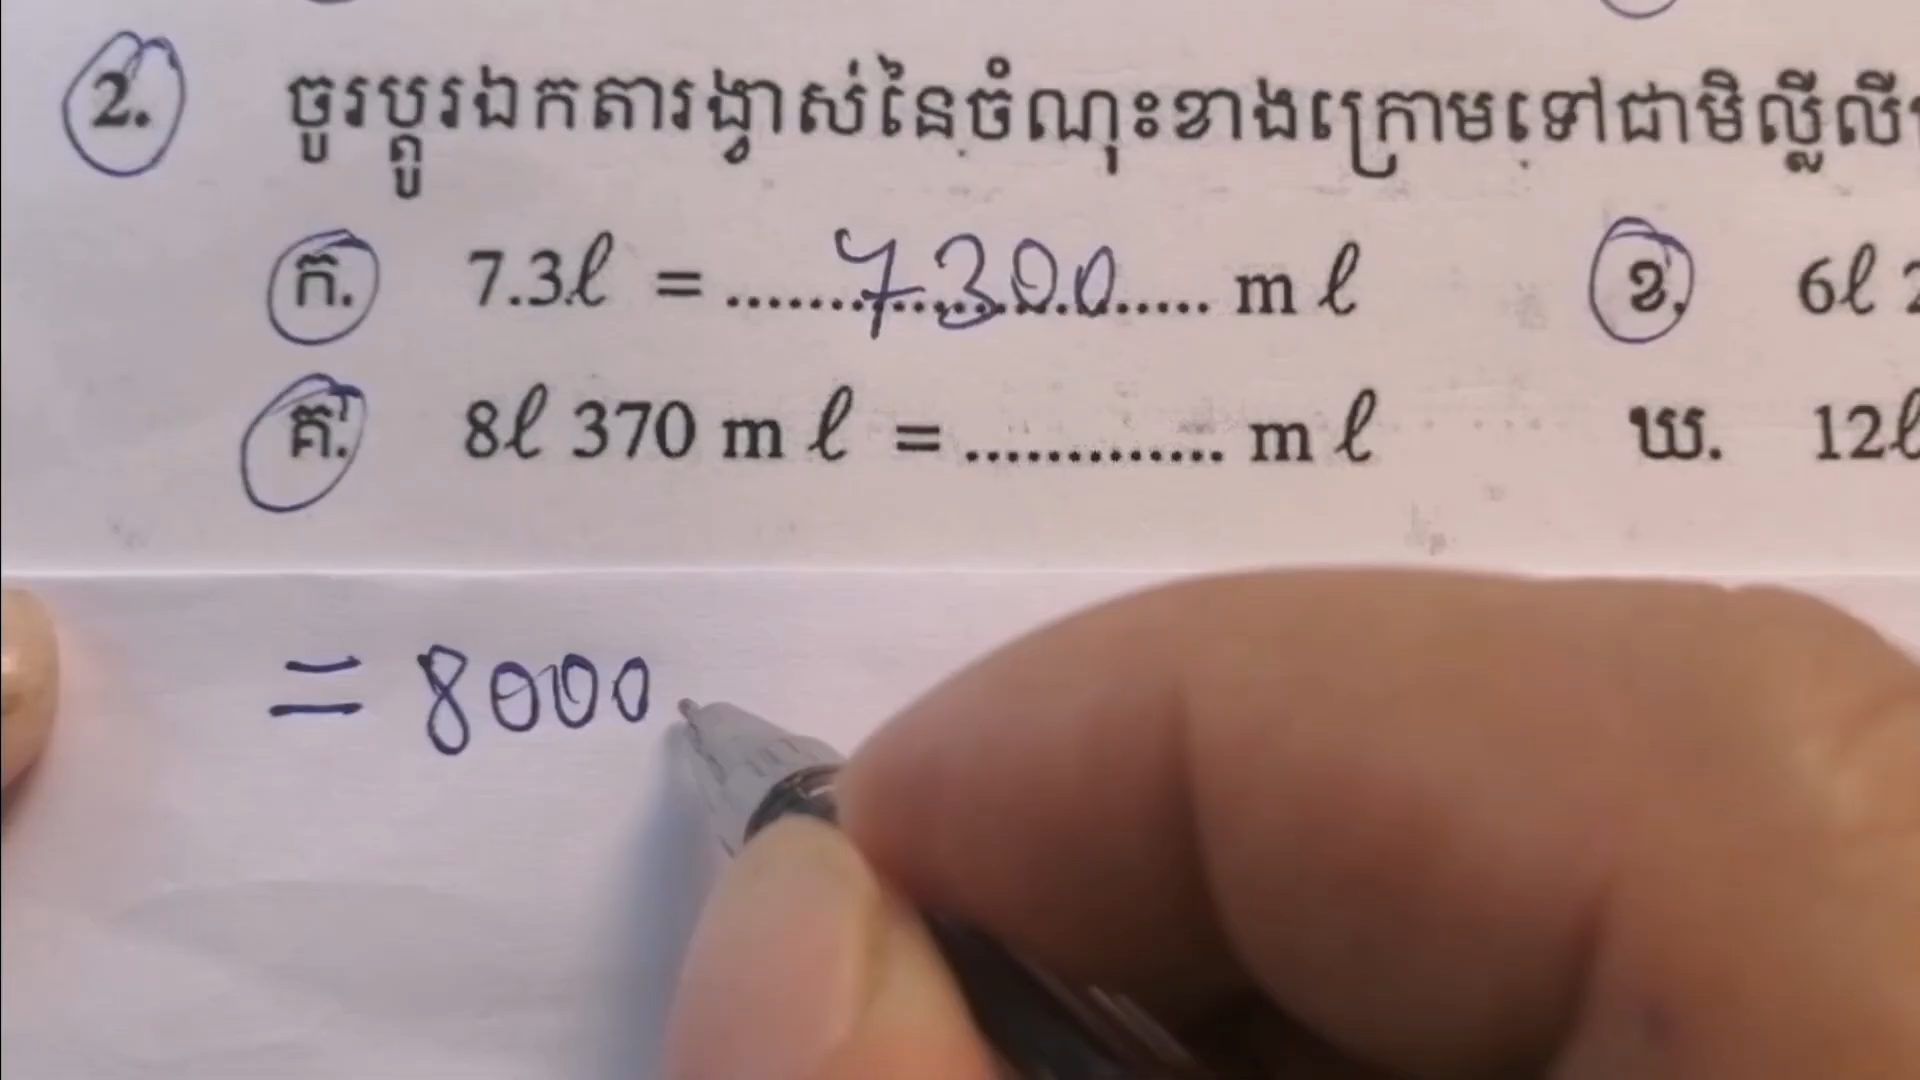 2. ចូរប្តូរឯកតារង្វាស់នៃចំណុះខាងក្រោមទៅជាមិល្លីលី
ក. 7.3ℓ = .......7300..... mℓ ខ. 6ℓ
គ. 8ℓ 370 mℓ = ............. mℓ ឃ. 12ℓ
= 8000